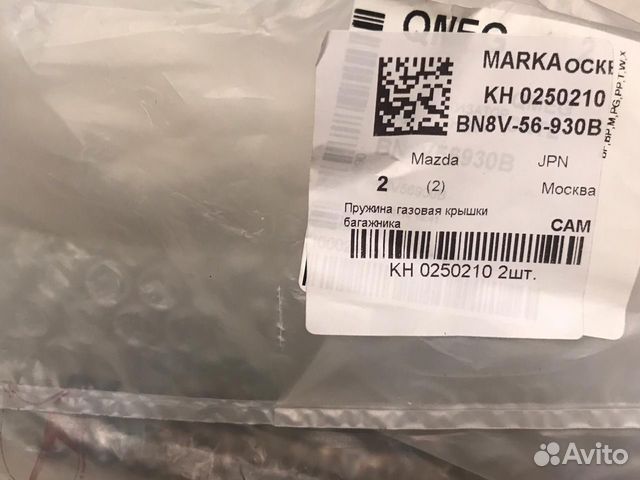 MARKA OCKB
KH 0250210
BN8V-56-930B
Mazda JPN
2 (2) Москва
Пружина газовая крышки
багажника CAM
KH 0250210 2шт.
Avito